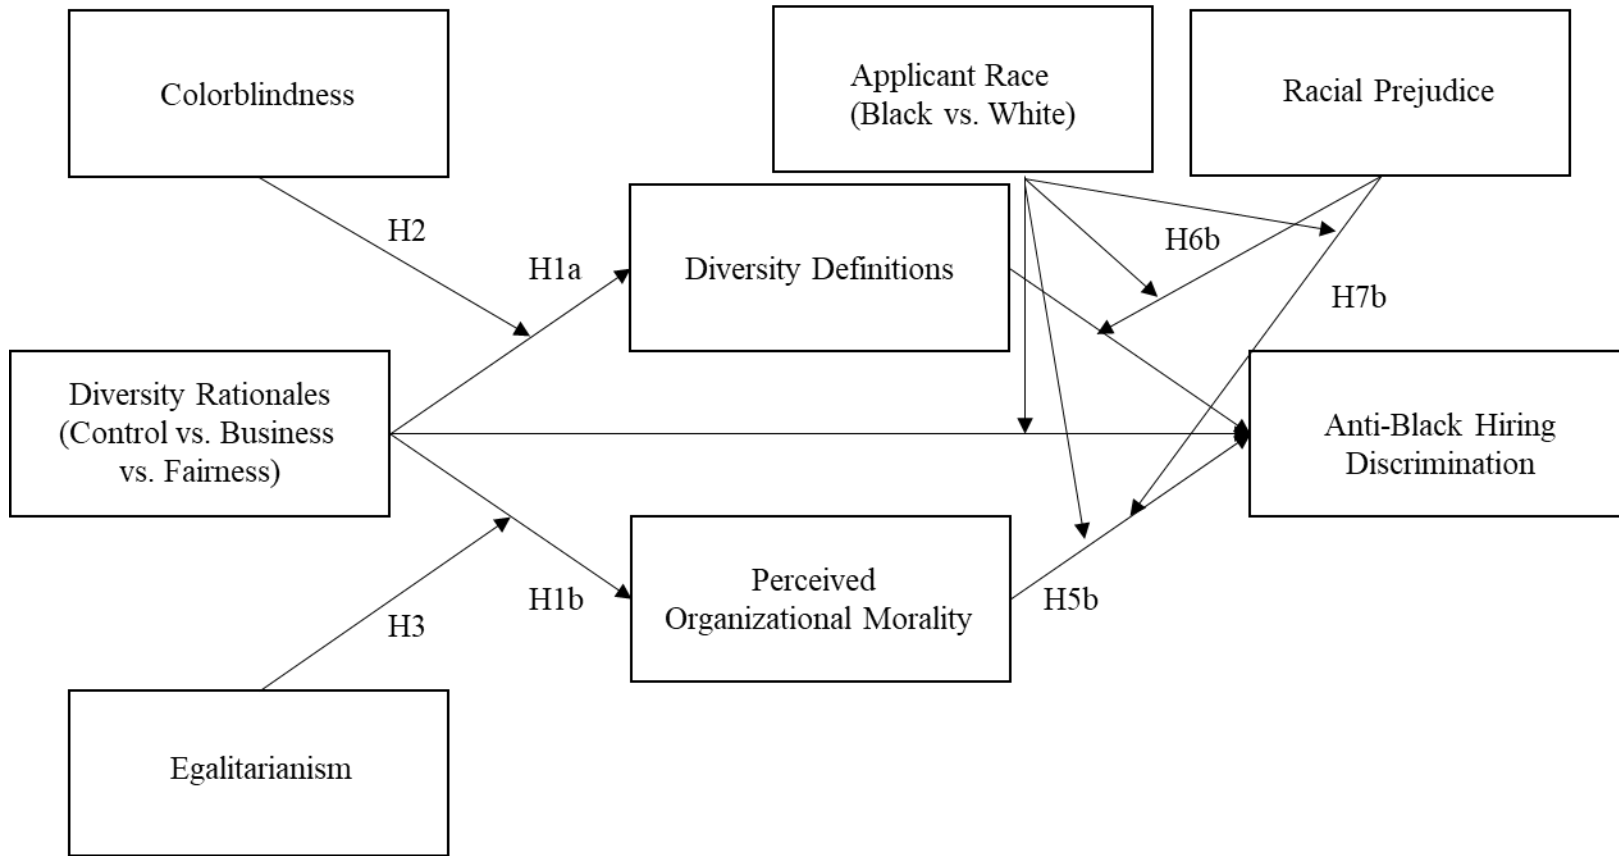 Colorblindness
Applicant Race
(Black vs. White)
Racial Prejudice
H2
H6b
H1a
Diversity Definitions
H7b
Diversity Rationales
(Control vs. Business
vs. Fairness)
Anti-Black Hiring
Discrimination
H3
H1b
Perceived
Organizational Morality
H5b
Egalitarianism